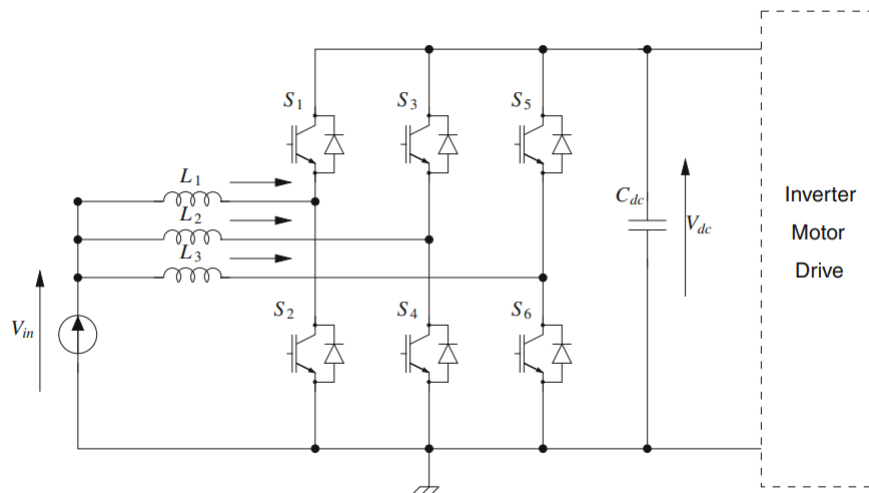 S1
S3
S5
L1
L2
L3
Cdc
Vdc
Inverter
Motor
Drive
S2
S4
S6
Vin